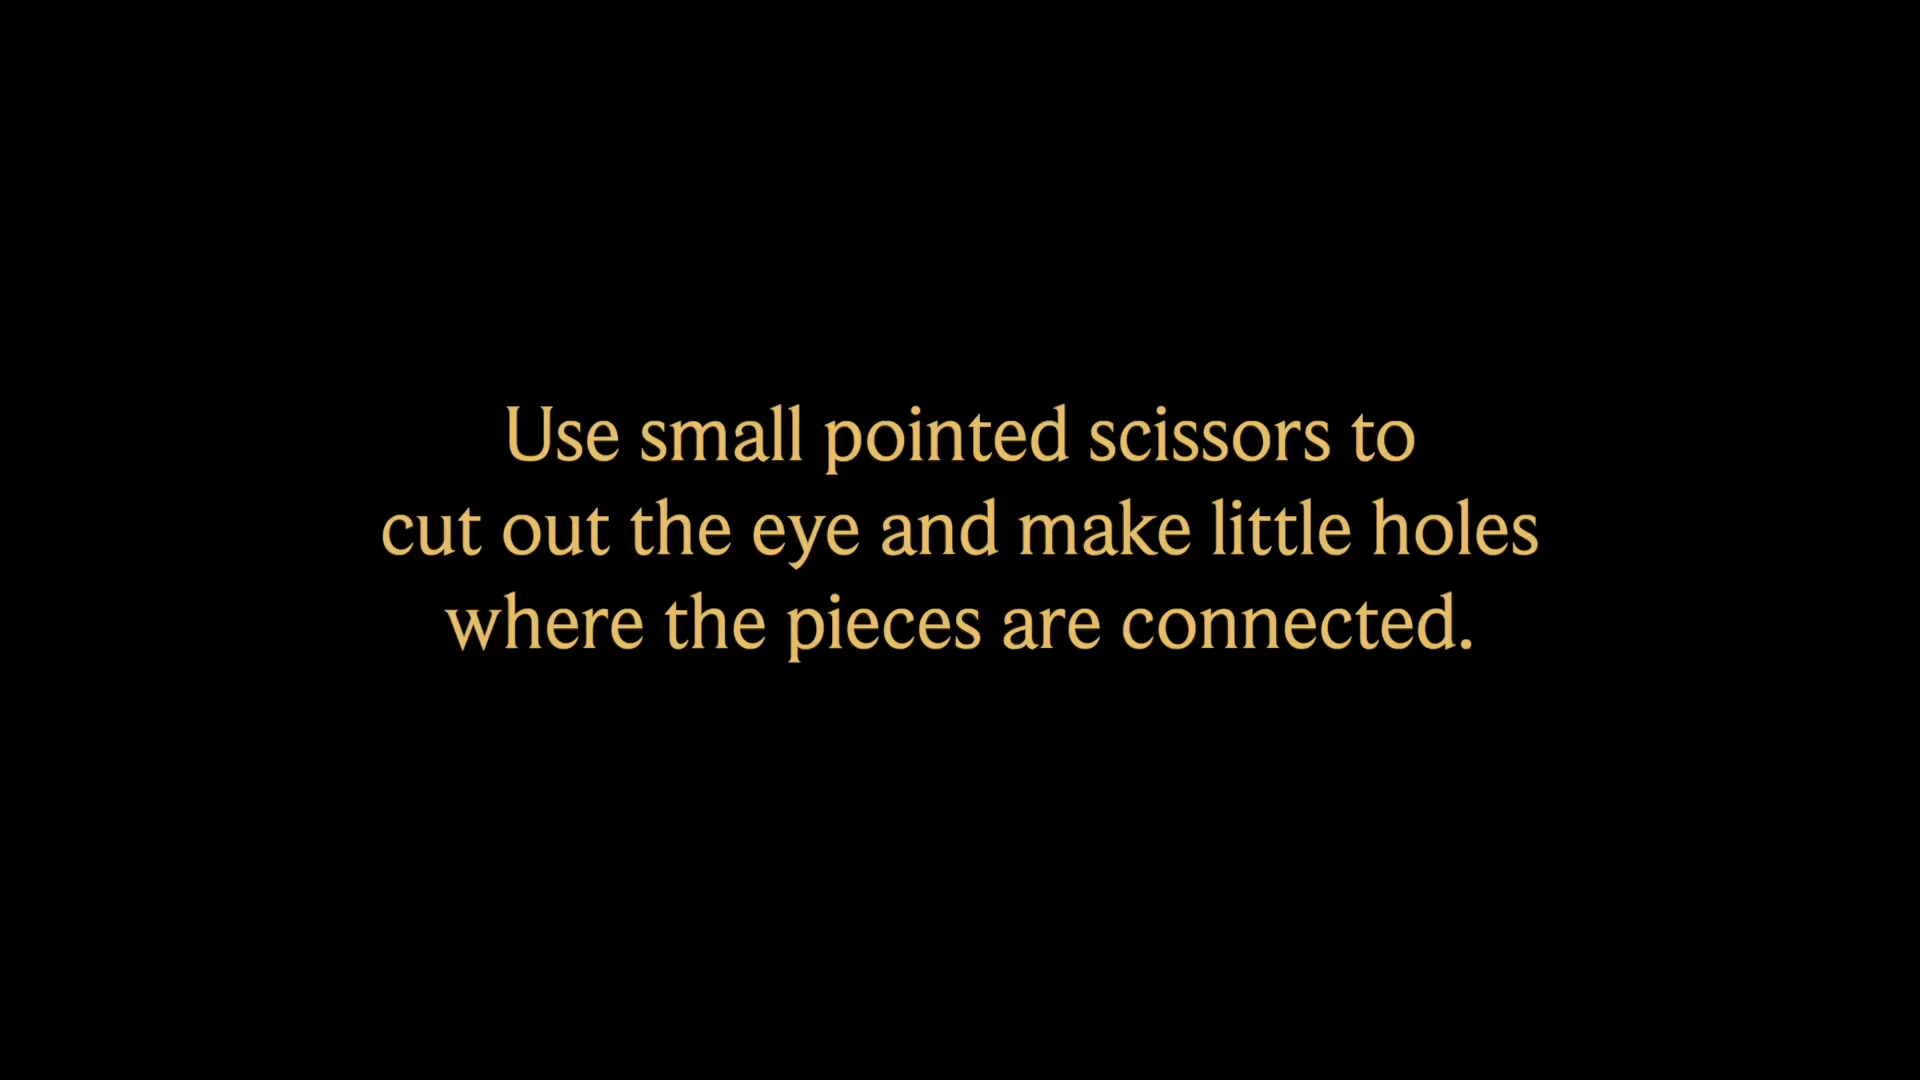 Use small pointed scissors to
cut out the eye and make little holes
where the pieces are connected.